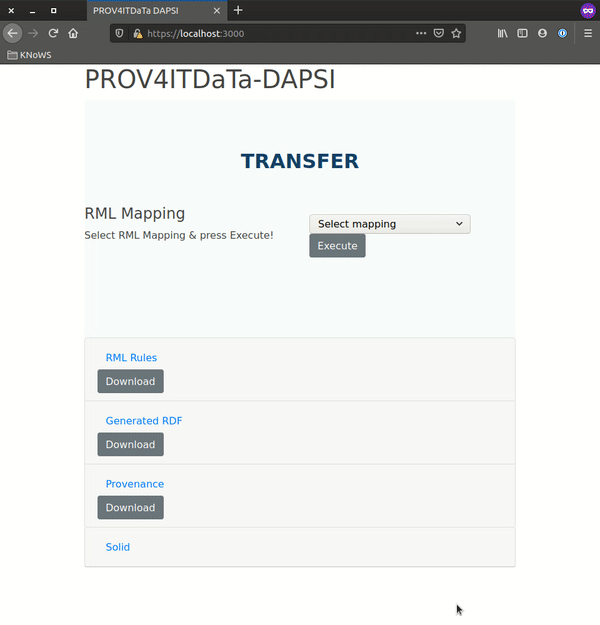 PROV4ITDaTa DAPSI
https://localhost:3000
KNoWS
PROV4ITDaTa-DAPSI
TRANSFER
RML Mapping
Select RML Mapping & press Execute!
Select mapping
Execute
RML Rules
Download
Generated RDF
Download
Provenance
Download
Solid